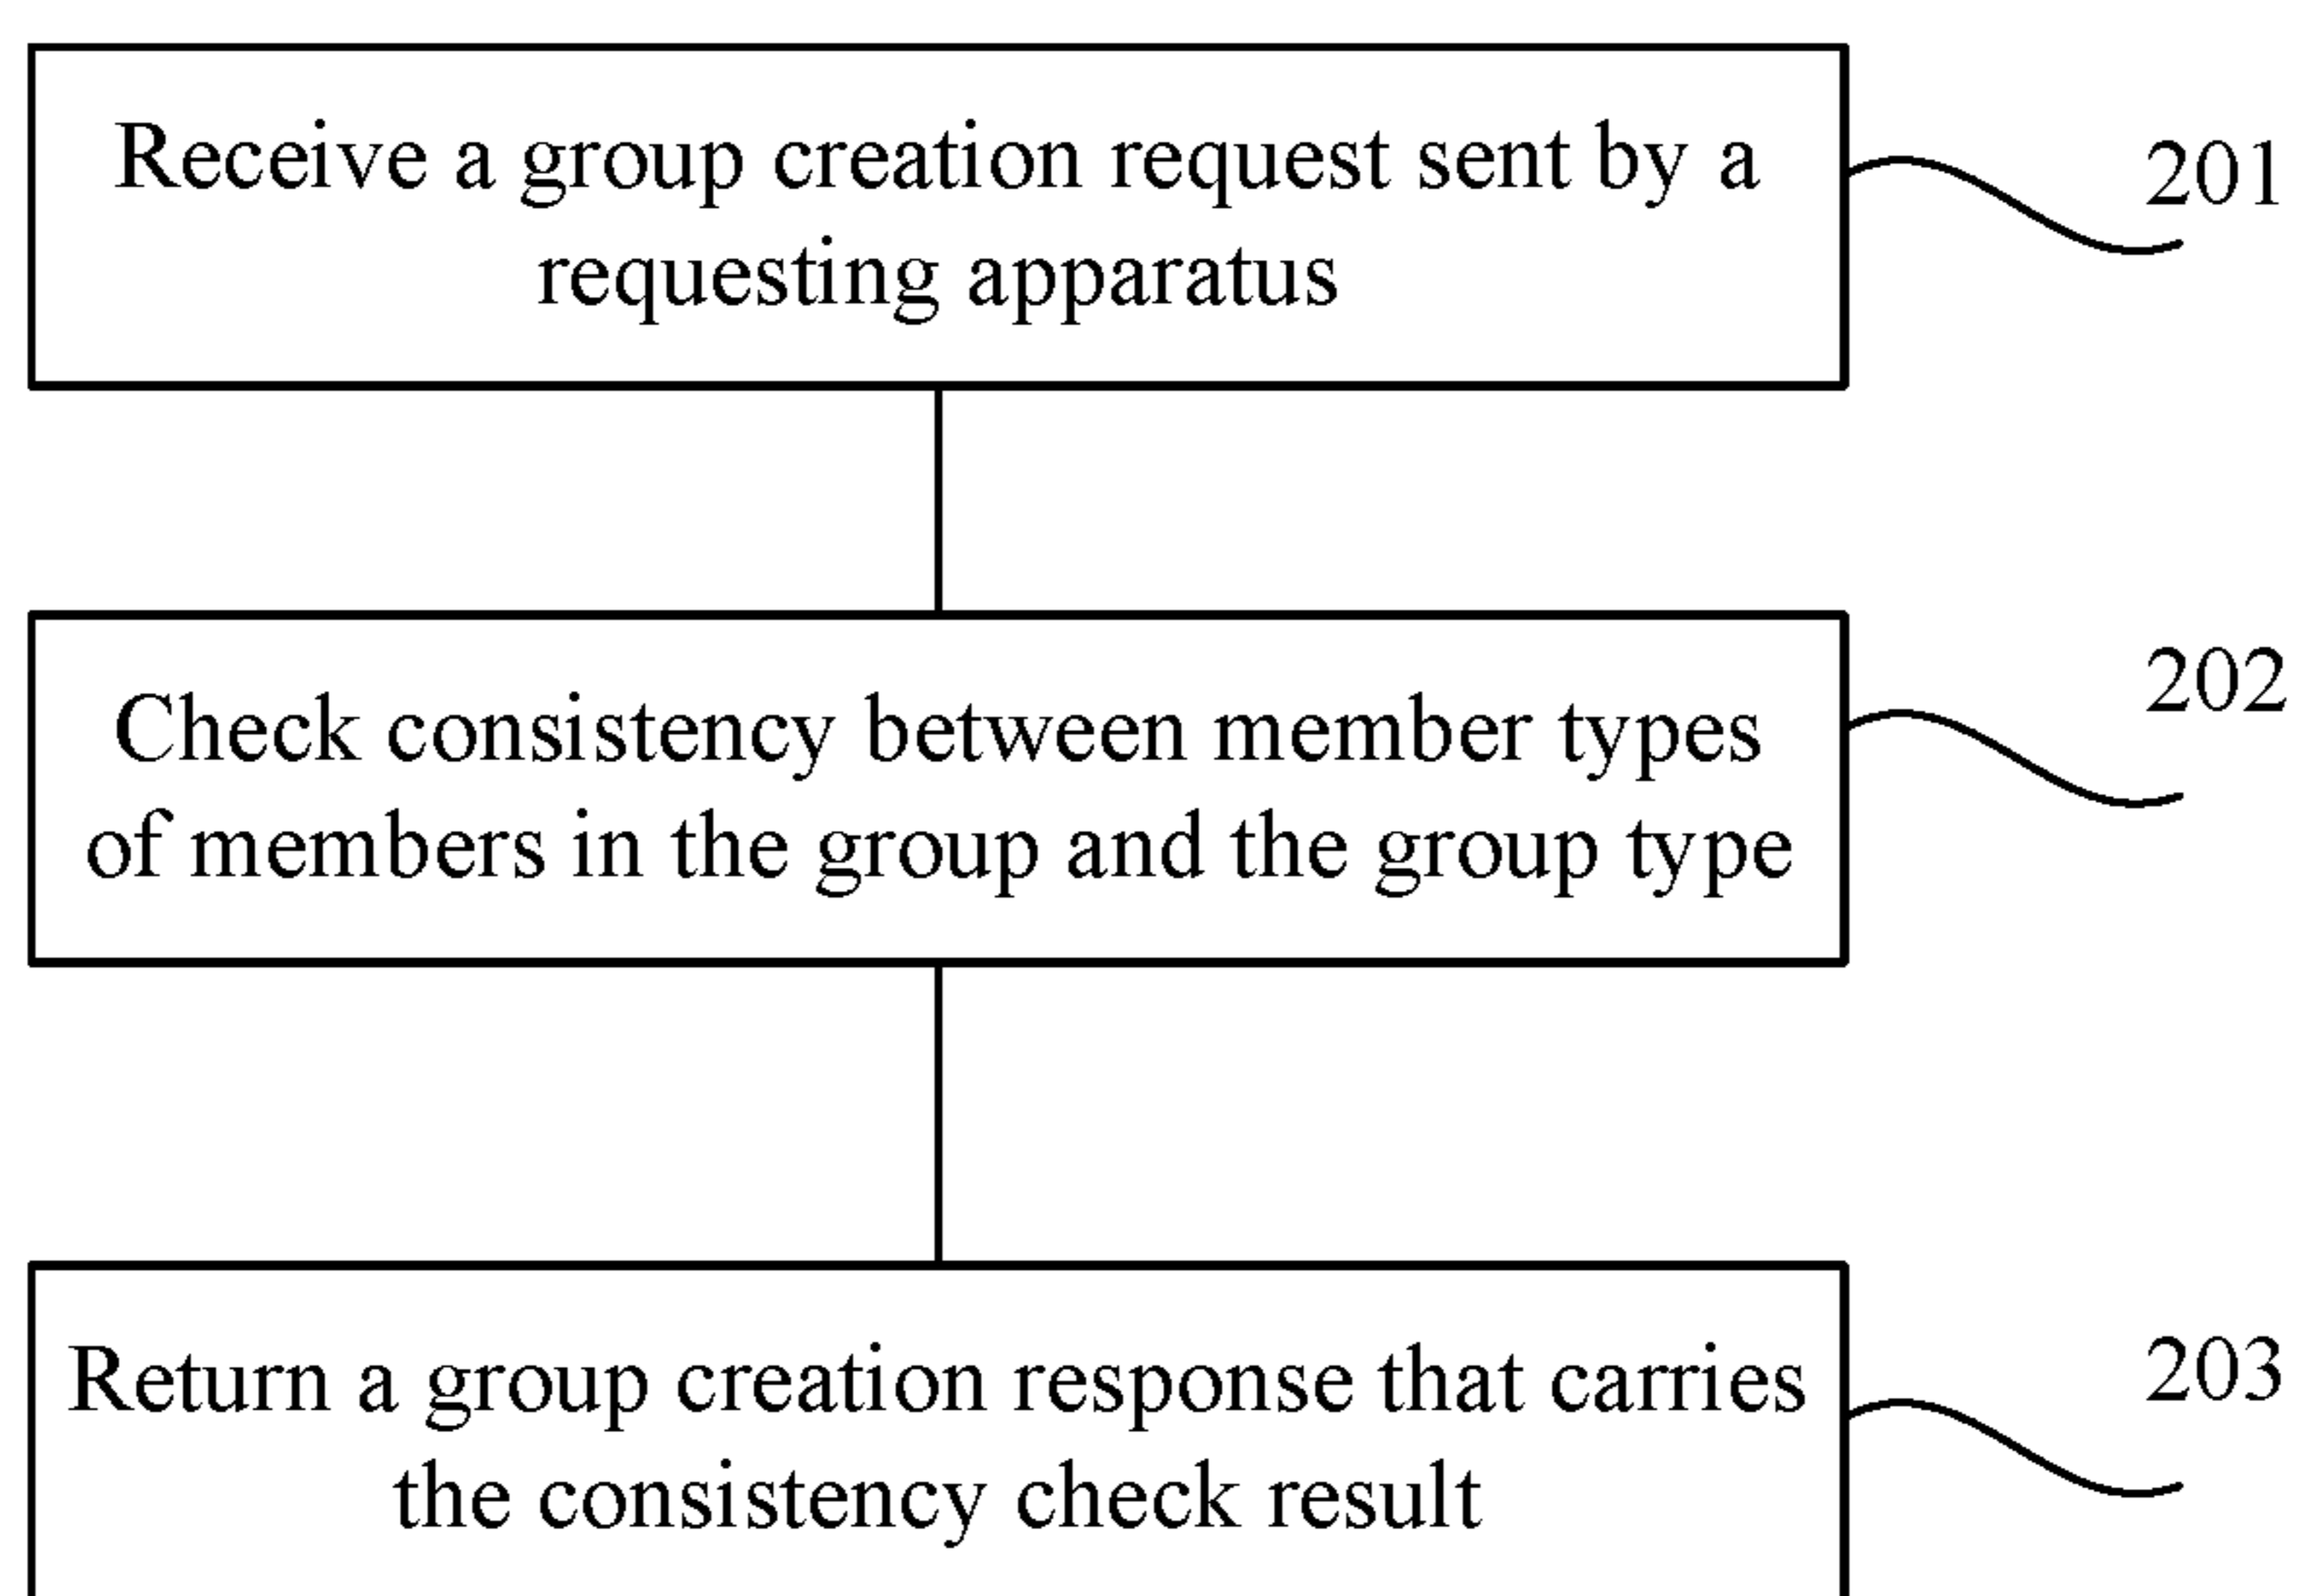 Receive a group creation request sent by a
requesting apparatus
201
Check consistency between member types
of members in the group and the group type
202
Return a group creation response that carries
the consistency check result
203